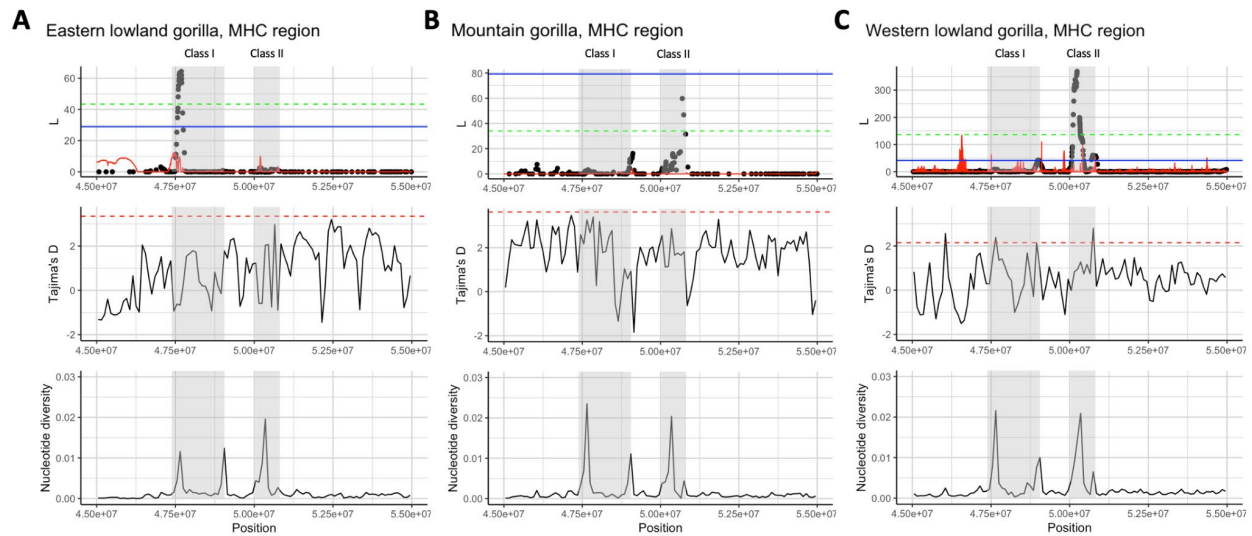 A Eastern lowland gorilla, MHC region
Class I Class II
L
60
40
20
0
4.50e+07 4.75e+07 5.00e+07 5.25e+07 5.50e+0
Tajima's D
2
0
-2
4.50e+07 4.75e+07 5.00e+07 5.25e+07 5.50e+0
Nucleotide diversity
0.03
0.02
0.01
0.00
4.50e+07 4.75e+07 5.00e+07 5.25e+07 5.50e+0
Position
B Mountain gorilla, MHC region
Class I Class II
L
80
60
40
20
0
4.50e+07 4.75e+07 5.00e+07 5.25e+07 5.50e+0
Tajima's D
2
0
-2
4.50e+07 4.75e+07 5.00e+07 5.25e+07 5.50e+0
Nucleotide diversity
0.03
0.02
0.01
0.00
4.50e+07 4.75e+07 5.00e+07 5.25e+07 5.50e+0
Position
C Western lowland gorilla, MHC region
Class I Class II
L
300
200
100
0
4.50e+07 4.75e+07 5.00e+07 5.25e+07 5.50e+0
Tajima's D
2
0
-2
4.50e+07 4.75e+07 5.00e+07 5.25e+07 5.50e+0
Nucleotide diversity
0.03
0.02
0.01
0.00
4.50e+07 4.75e+07 5.00e+07 5.25e+07 5.50e+0
Position